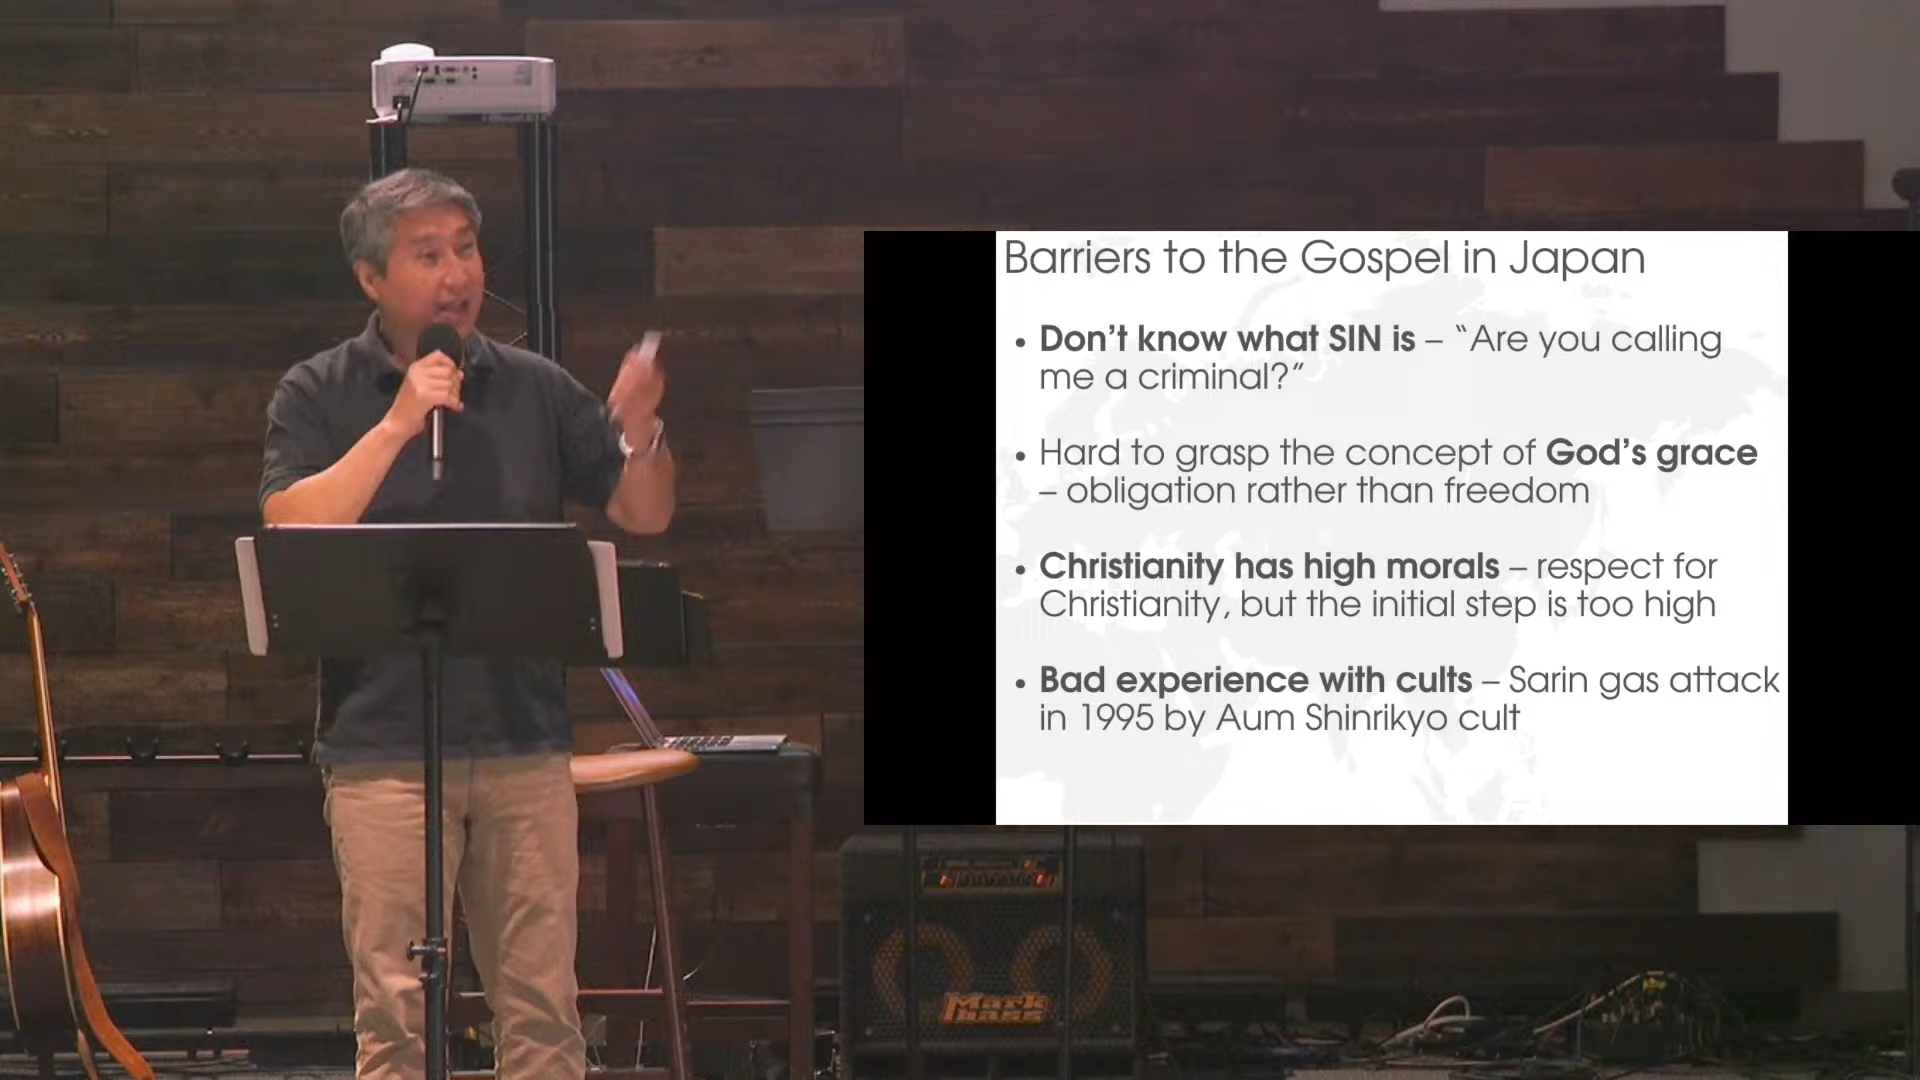 Barriers to the Gospel in Japan
• Don't know what SIN is – “Are you calling
me a criminal?”
• Hard to grasp the concept of God's grace
– obligation rather than freedom
• Christianity has high morals – respect for
Christianity, but the initial step is too high
• Bad experience with cults – Sarin gas attack
in 1995 by Aum Shinrikyo cult
Mark
bass